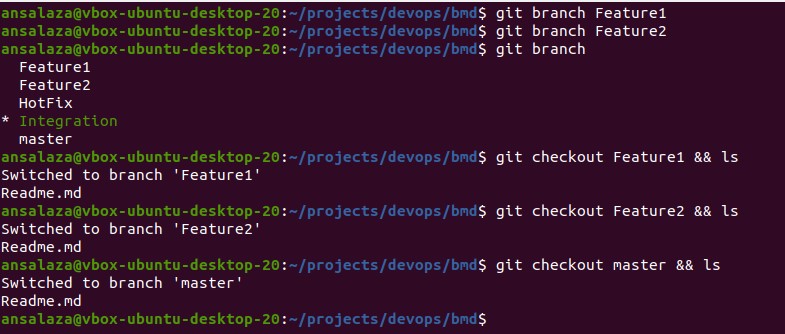 ansalaza@vbox-ubuntu-desktop-20:~/projects/devops/bmd$ git branch Feature1
ansalaza@vbox-ubuntu-desktop-20:~/projects/devops/bmd$ git branch Feature2
ansalaza@vbox-ubuntu-desktop-20:~/projects/devops/bmd$ git branch
  Feature1
  Feature2
  HotFix
* Integration
  master
ansalaza@vbox-ubuntu-desktop-20:~/projects/devops/bmd$ git checkout Feature1 && ls
Switched to branch 'Feature1'
Readme.md
ansalaza@vbox-ubuntu-desktop-20:~/projects/devops/bmd$ git checkout Feature2 && ls
Switched to branch 'Feature2'
Readme.md
ansalaza@vbox-ubuntu-desktop-20:~/projects/devops/bmd$ git checkout master && ls
Switched to branch 'master'
Readme.md
ansalaza@vbox-ubuntu-desktop-20:~/projects/devops/bmd$